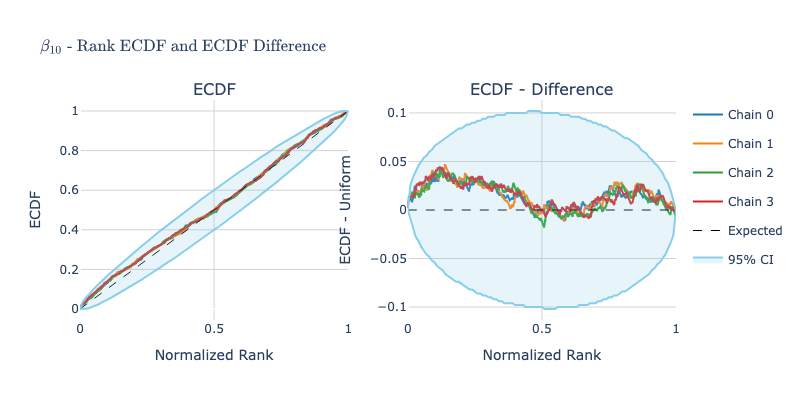 β₁₀ - Rank ECDF and ECDF Difference
ECDF
ECDF - Difference
ECDF
1
0.8
0.6
0.4
0.2
0
0
0.5
1
Normalized Rank
ECDF - Uniform
0.1
0.05
0
−0.05
−0.1
0
0.5
1
Normalized Rank
Chain 0
Chain 1
Chain 2
Chain 3
Expected
95% CI